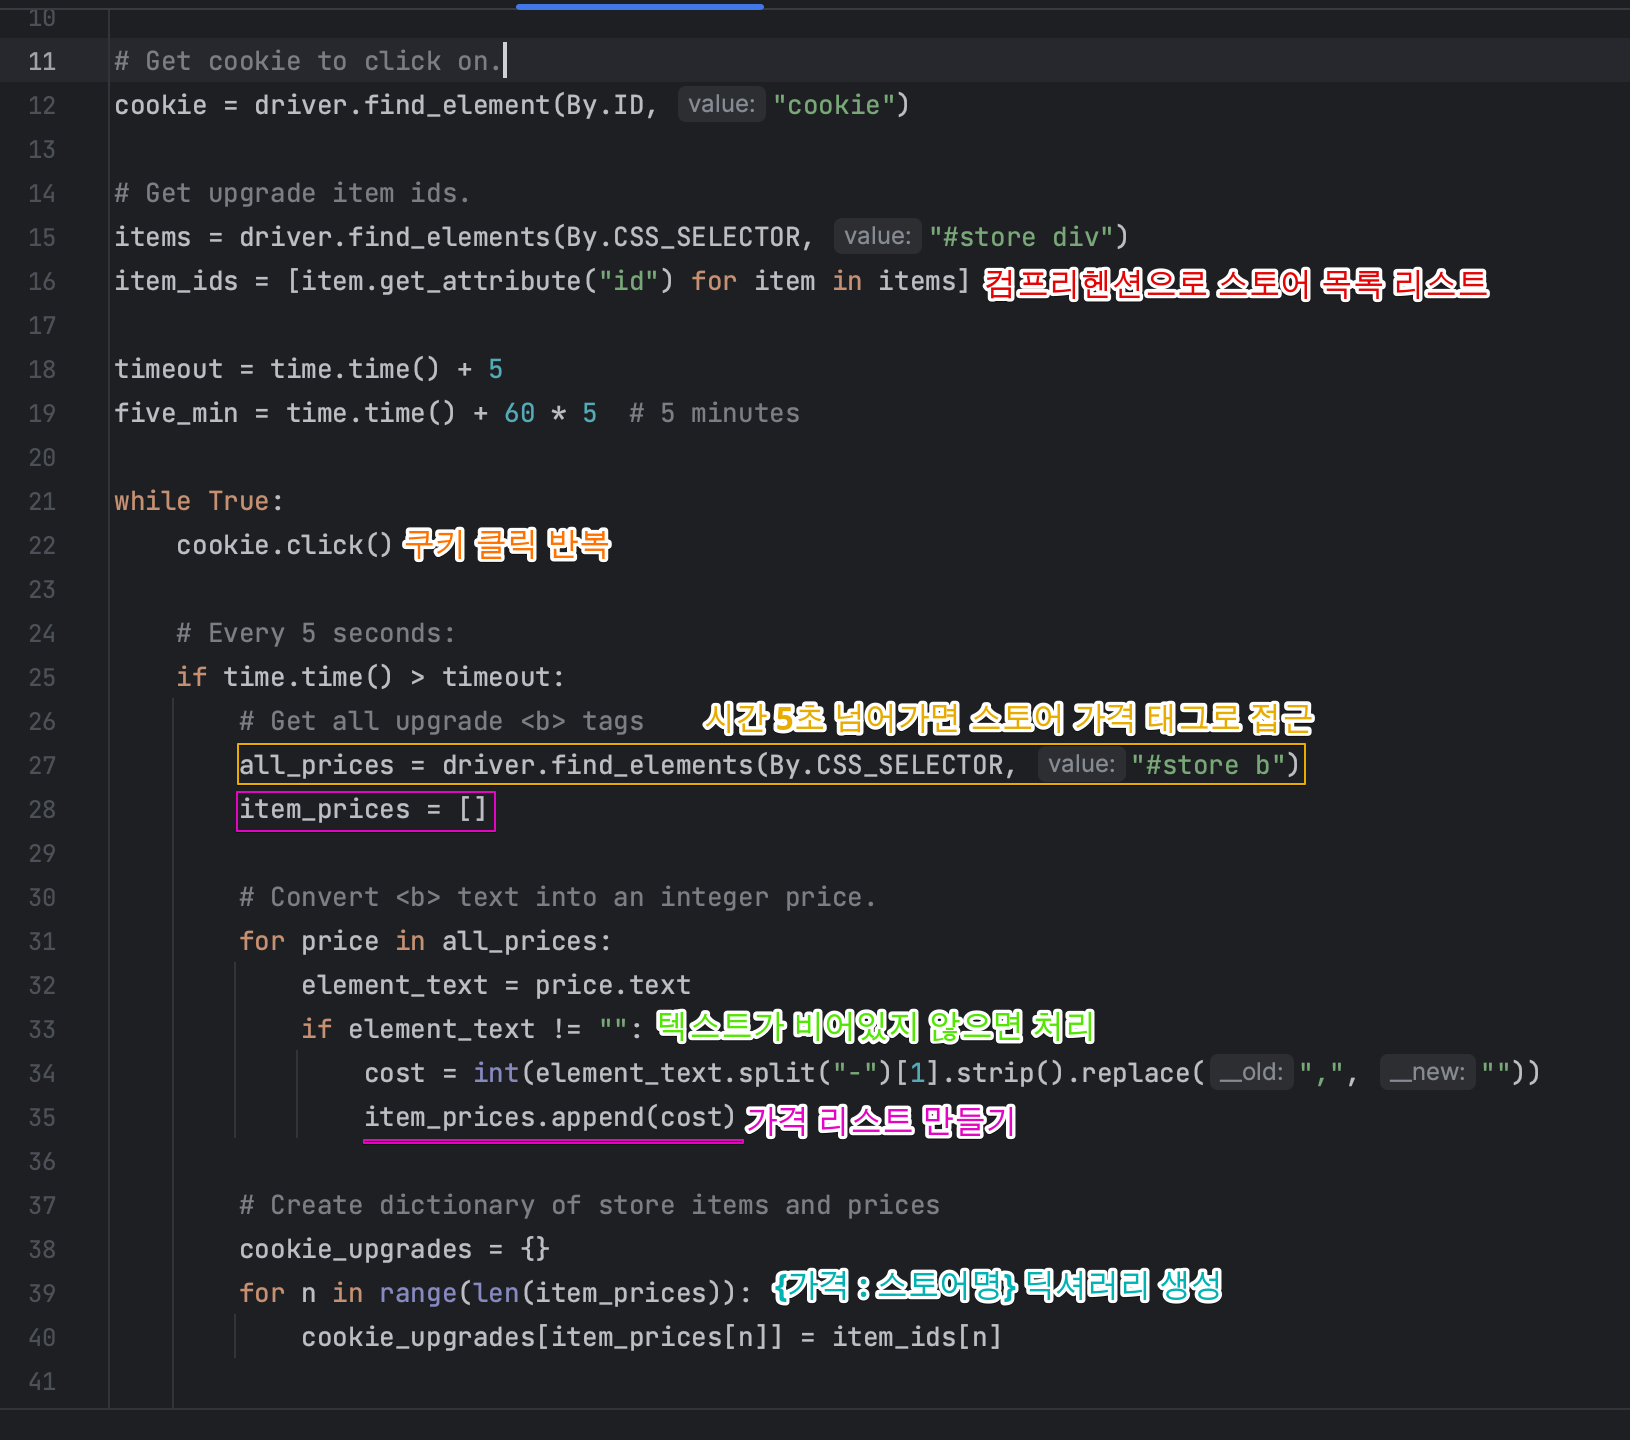 10
11 # Get cookie to click on.
12 cookie = driver.find_element(By.ID, value: "cookie")
13
14 # Get upgrade item ids.
15 items = driver.find_elements(By.CSS_SELECTOR, value: "#store div")
16 item_ids = [item.get_attribute("id") for item in items] 컴프리헨션으로 스토어 목록 리스트
17
18 timeout = time.time() + 5
19 five_min = time.time() + 60 * 5  # 5 minutes
20
21 while True:
22     cookie.click() 쿠키 클릭 반복
23
24     # Every 5 seconds:
25     if time.time() > timeout:
26         # Get all upgrade <b> tags 시간 5초 넘어가면 스토어 가격 태그로 접근
27         all_prices = driver.find_elements(By.CSS_SELECTOR, value: "#store b")
28         item_prices = []
29
30         # Convert <b> text into an integer price.
31         for price in all_prices:
32             element_text = price.text
33             if element_text != "": 텍스트가 비어있지 않으면 처리
34                 cost = int(element_text.split("-")[1].strip().replace(__old: ",", __new: ""))
35                 item_prices.append(cost) 가격 리스트 만들기
36
37         # Create dictionary of store items and prices
38         cookie_upgrades = {}
39         for n in range(len(item_prices)): {가격 : 스토어명} 딕셔러리 생성
40             cookie_upgrades[item_prices[n]] = item_ids[n]
41